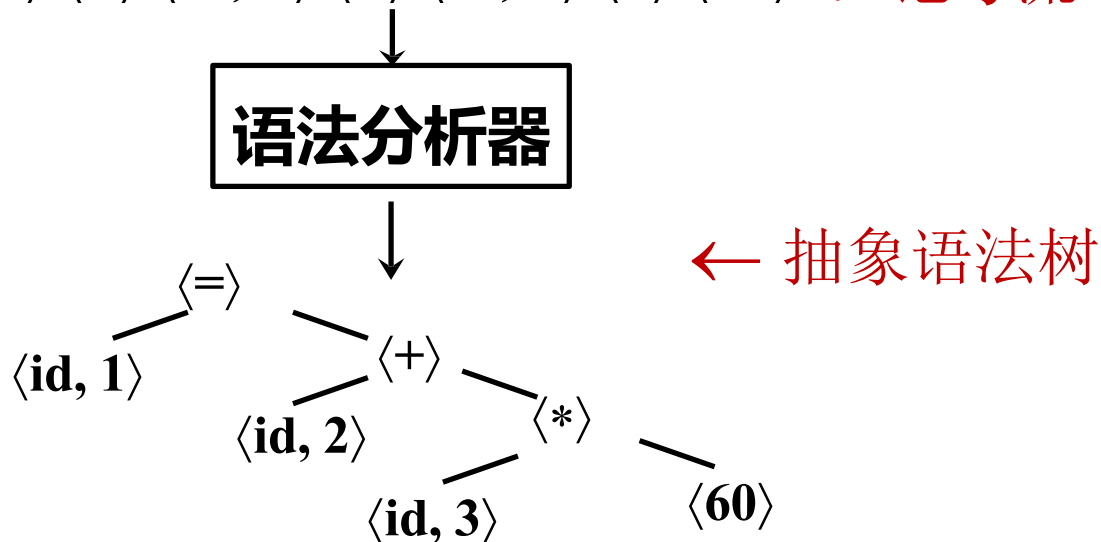 语法分析器
← 抽象语法树
⟨=⟩
⟨id, 1⟩
⟨+⟩
⟨id, 2⟩
⟨*⟩
⟨id, 3⟩
⟨60⟩